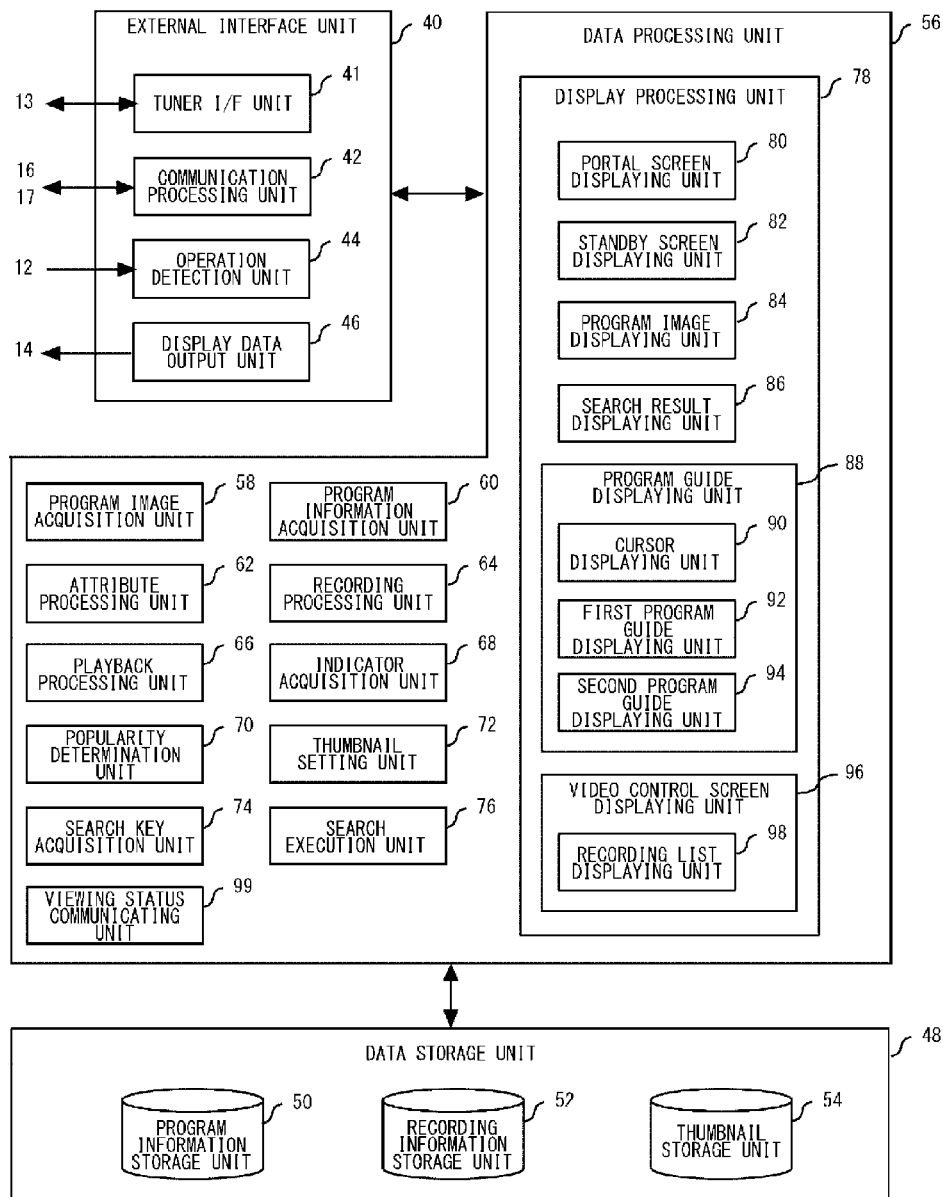 EXTERNAL INTERFACE UNIT
40
13
TUNER I/F UNIT
41
16
17
COMMUNICATION
PROCESSING UNIT
42
12
OPERATION
DETECTION UNIT
44
14
DISPLAY DATA
OUTPUT UNIT
46
DATA PROCESSING UNIT
56
DISPLAY PROCESSING UNIT
78
PORTAL SCREEN
DISPLAYING UNIT
80
STANDBY SCREEN
DISPLAYING UNIT
82
PROGRAM IMAGE
DISPLAYING UNIT
84
SEARCH RESULT
DISPLAYING UNIT
86
PROGRAM GUIDE
DISPLAYING UNIT
88
CURSOR
DISPLAYING UNIT
90
FIRST PROGRAM
GUIDE
DISPLAYING UNIT
92
SECOND PROGRAM
GUIDE
DISPLAYING UNIT
94
VIDEO CONTROL SCREEN
DISPLAYING UNIT
96
RECORDING LIST
DISPLAYING UNIT
98
PROGRAM IMAGE
ACQUISITION UNIT
58
PROGRAM
INFORMATION
ACQUISITION UNIT
60
ATTRIBUTE
PROCESSING UNIT
62
RECORDING
PROCESSING UNIT
64
PLAYBACK
PROCESSING UNIT
66
INDICATOR
ACQUISITION UNIT
68
POPULARITY
DETERMINATION
UNIT
70
THUMBNAIL
SETTING UNIT
72
SEARCH KEY
ACQUISITION UNIT
74
SEARCH
EXECUTION UNIT
76
VIEWING STATUS
COMMUNICATING
UNIT
99
DATA STORAGE UNIT
48
PROGRAM
INFORMATION
STORAGE UNIT
50
RECORDING
INFORMATION
STORAGE UNIT
52
THUMBNAIL
STORAGE UNIT
54